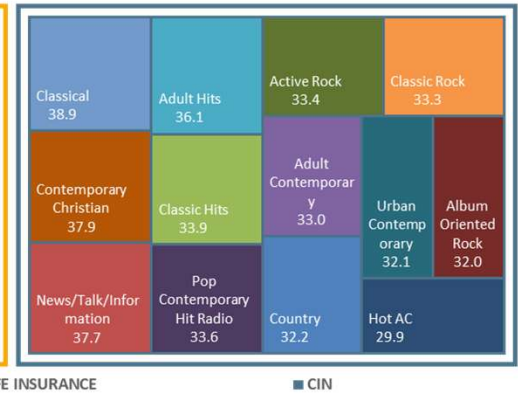 Classical
38.9
Adult Hits
36.1
Active Rock
33.4
Classic Rock
33.3
Contemporary
Christian
37.9
Classic Hits
33.9
Adult
Contemporar
y
33.0
Urban
Contemp
orary
32.1
Album
Oriented
Rock
32.0
News/Talk/Infor
mation
37.7
Pop
Contemporary
Hit Radio
33.6
Country
32.2
Hot AC
29.9
INSURANCE
CIN